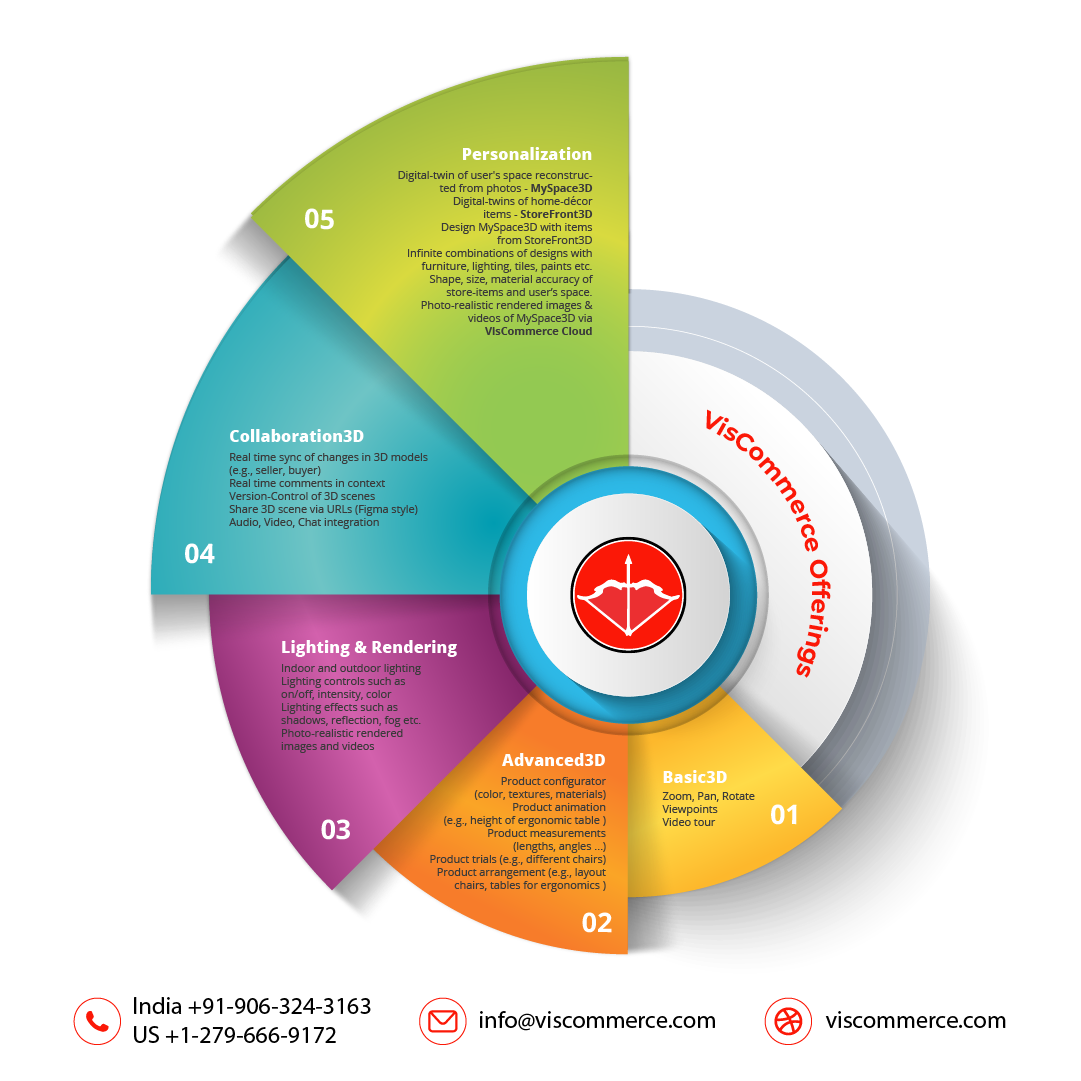 Personalization
Digital-twin of user's space reconstruc-
ted from photos - MySpace3D
Digital-twins of home-décor
items - StoreFront3D
Design MySpace3D with items
from StoreFront3D
Infinite combinations of designs with
furniture, lighting, tiles, paints etc.
Shape, size, material accuracy of
store-items and user's space.
Photo-realistic rendered images &
videos of MySpace3D via
VIsCommerce Cloud
05
VisCommerce Offerings
Collaboration3D
Real time sync of changes in 3D models
(e.g., seller, buyer)
Real time comments in context
Version-Control of 3D scenes
Share 3D scene via URLs (Figma style)
Audio, Video, Chat integration
04
Lighting & Rendering
Indoor and outdoor lighting
Lighting controls such as
on/off, intensity, color
Lighting effects such as
shadows, reflection, fog etc.
Photo-realistic rendered
images and videos
03
Advanced3D
Product configurator
(color, textures, materials)
Product animation
(e.g., height of ergonomic table )
Product measurements
(lengths, angles ...)
Product trials (e.g., different chairs)
Product arrangement (e.g., layout
chairs, tables for ergonomics )
02
Basic3D
Zoom, Pan, Rotate
Viewpoints
Video tour
01
India +91-906-324-3163
US +1-279-666-9172
info@viscommerce.com
viscommerce.com